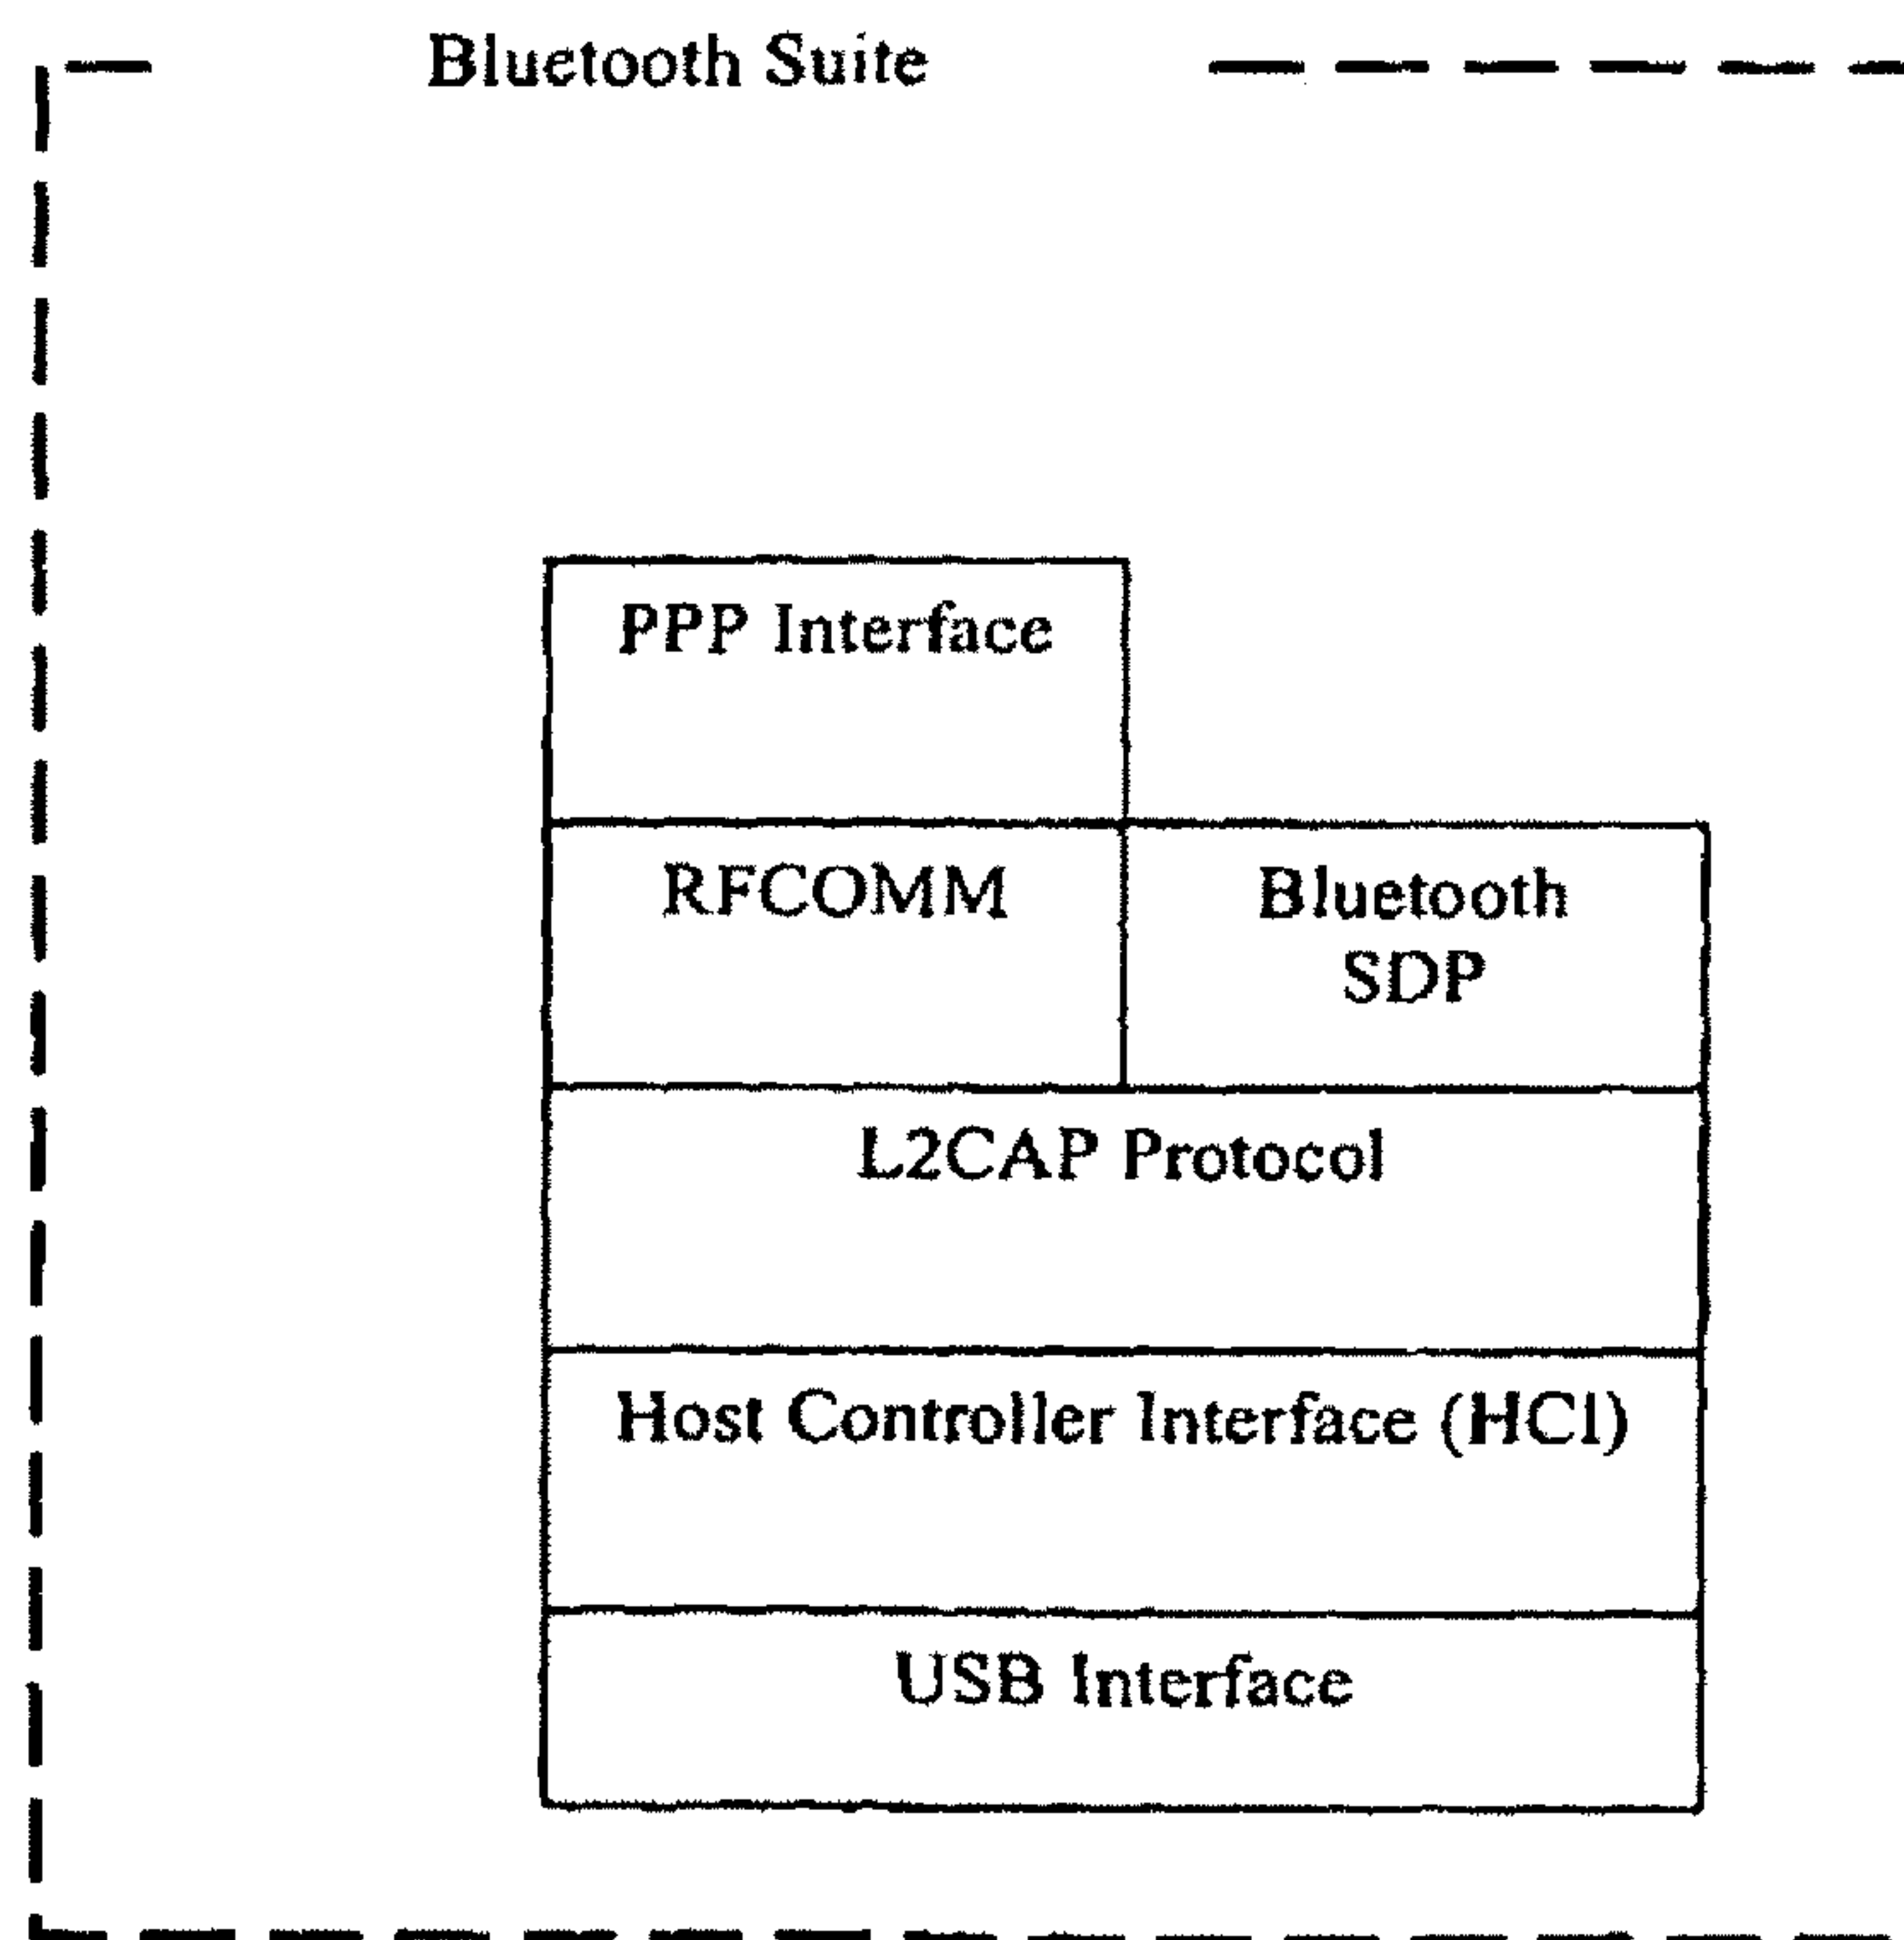 Bluetooth Suite
PPP Interface
RFCOMM
Bluetooth
SDP
L2CAP Protocol
Host Controller Interface (HCI)
USB Interface